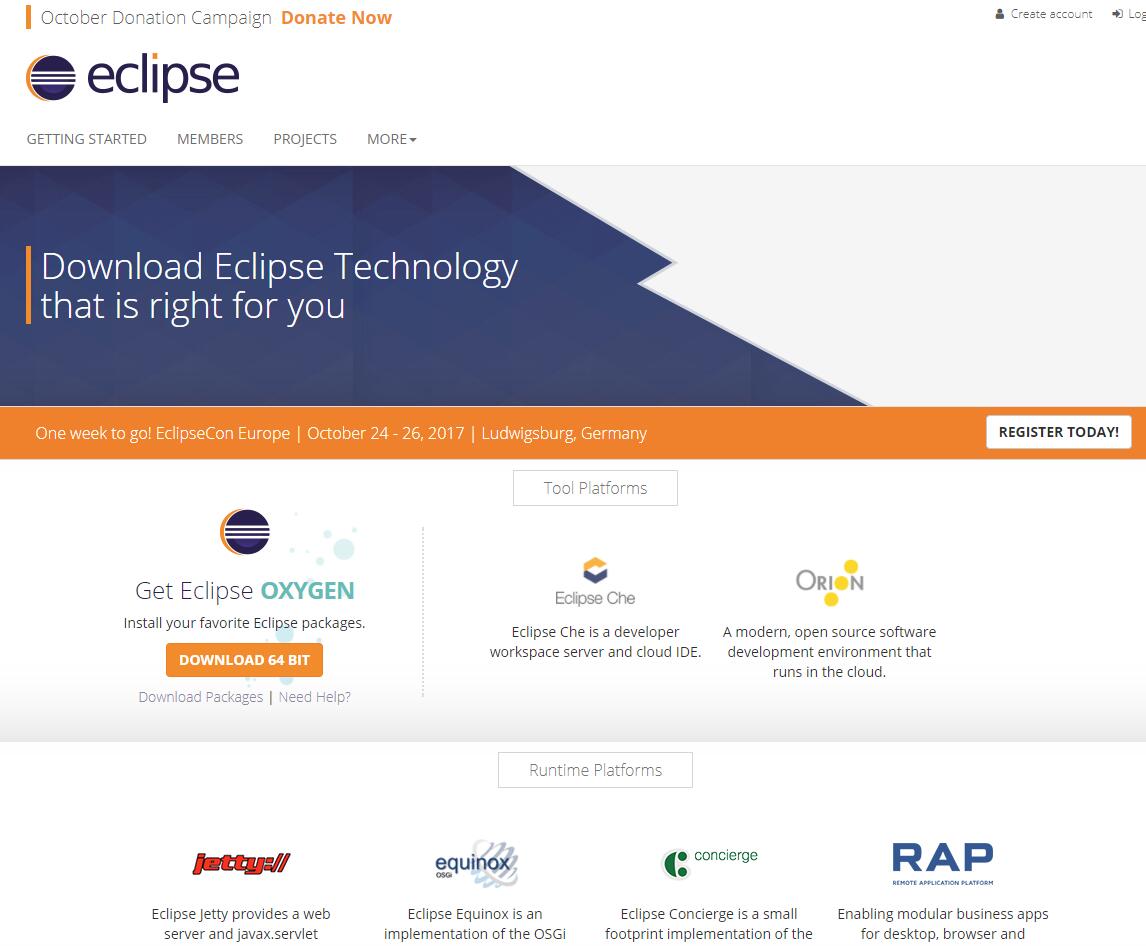 October Donation Campaign Donate Now
Create account
Log
eclipse
GETTING STARTED MEMBERS PROJECTS MORE
Download Eclipse Technology
that is right for you
One week to go! EclipseCon Europe | October 24 - 26, 2017 | Ludwigsburg, Germany
REGISTER TODAY!
Tool Platforms
Get Eclipse OXYGEN
Install your favorite Eclipse packages.
DOWNLOAD 64 BIT
Download Packages | Need Help?
Eclipse Che
Eclipse Che is a developer
workspace server and cloud IDE.
ORION
A modern, open source software
development environment that
runs in the cloud.
Runtime Platforms
jetty://
Eclipse Jetty provides a web
server and javax.servlet
equinox
OSGi
Eclipse Equinox is an
implementation of the OSGi
concierge
Eclipse Concierge is a small
footprint implementation of the
RAP
REMOTE APPLICATION PLATFORM
Enabling modular business apps
for desktop, browser and